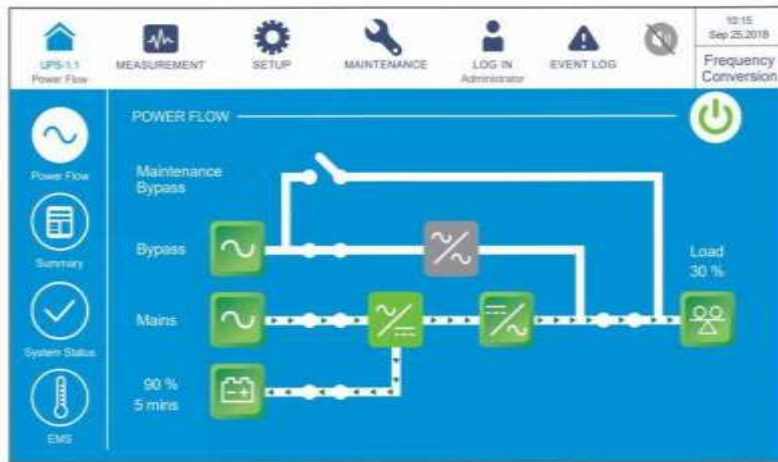 10:15
Sep 25,2018
UPS-1.1
Power Flow
MEASUREMENT
SETUP
MAINTENANCE
LOG IN
Administrator
EVENT LOG
Frequency
Conversion
POWER FLOW
Power Flow
Maintenance
Bypass
Bypass
Summary
Load
30 %
Mains
System Status
90 %
5 mins
EMS